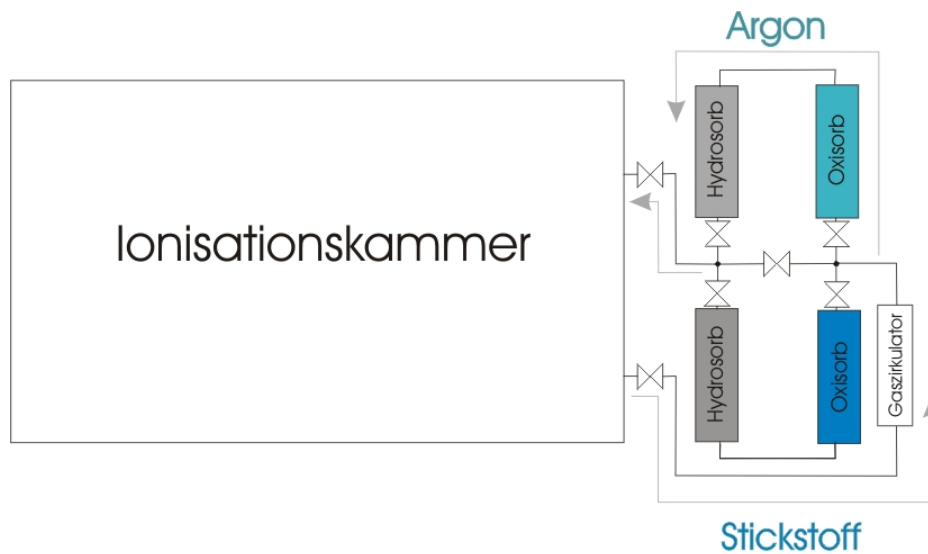 Argon
Hydrosorb
Oxisorb
Ionisationskammer
Hydrosorb
Oxisorb
Gaszirkulator
Stickstoff